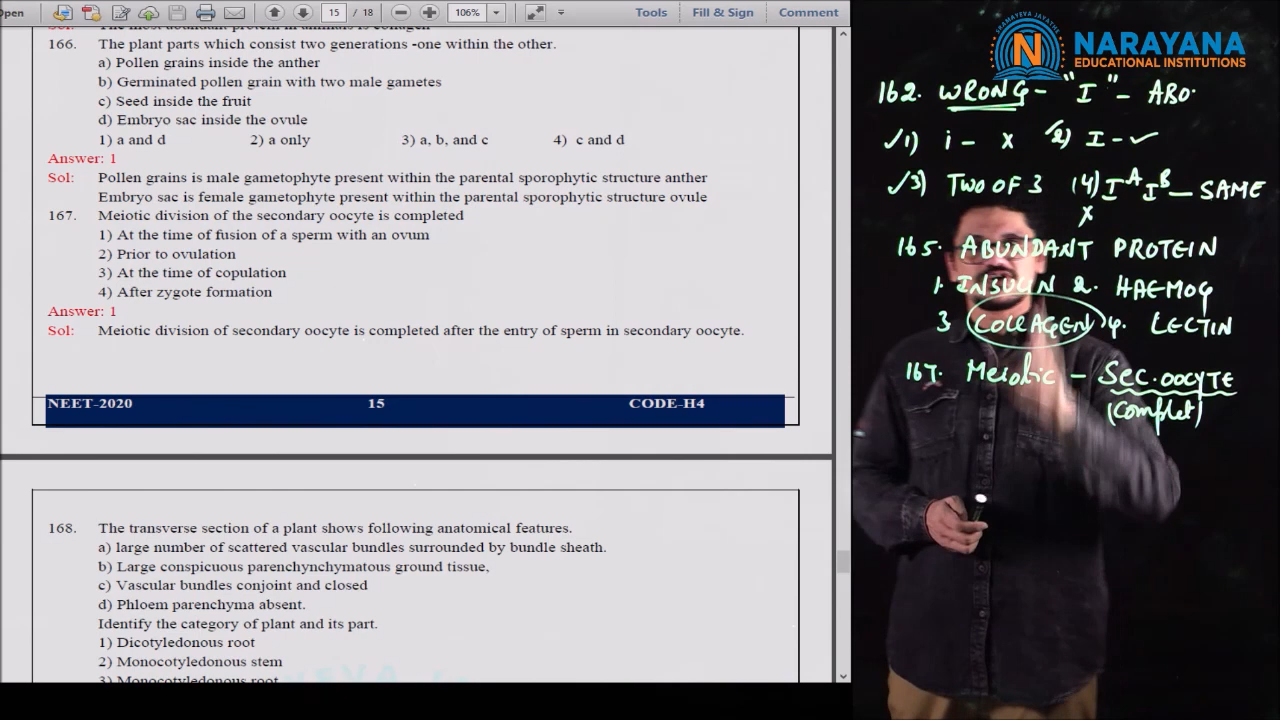 Open
15 / 18
106%
Tools
Fill & Sign
Comment
166. The plant parts which consist two generations -one within the other.
a) Pollen grains inside the anther
b) Germinated pollen grain with two male gametes
c) Seed inside the fruit
d) Embryo sac inside the ovule
1) a and d 2) a only 3) a, b, and c 4) c and d
Answer: 1
Sol: Pollen grains is male gametophyte present within the parental sporophytic structure anther
Embryo sac is female gametophyte present within the parental sporophytic structure ovule
167. Meiotic division of the secondary oocyte is completed
1) At the time of fusion of a sperm with an ovum
2) Prior to ovulation
3) At the time of copulation
4) After zygote formation
Answer: 1
Sol: Meiotic division of secondary oocyte is completed after the entry of sperm in secondary oocyte.
NEET-2020 15 CODE-H4
168. The transverse section of a plant shows following anatomical features.
a) large number of scattered vascular bundles surrounded by bundle sheath.
b) Large conspicuous parenchynchymatous ground tissue,
c) Vascular bundles conjoint and closed
d) Phloem parenchyma absent.
Identify the category of plant and its part.
1) Dicotyledonous root
2) Monocotyledonous stem
3) Monocotyledonous root
N
NARAYANA
EDUCATIONAL INSTITUTIONS
162. WRONG - "I" - ABO.
✓1) i - x ✓2) I - ✓
✓3) TWO OF 3 (4) I^A I^B - SAME
x
165. ABUNDANT PROTEIN
1. INSULIN 2. HAEMOG
3 COLLAGEN 4. LECTIN
167. Meiotic - Sec. OOCYTE
(Complet)